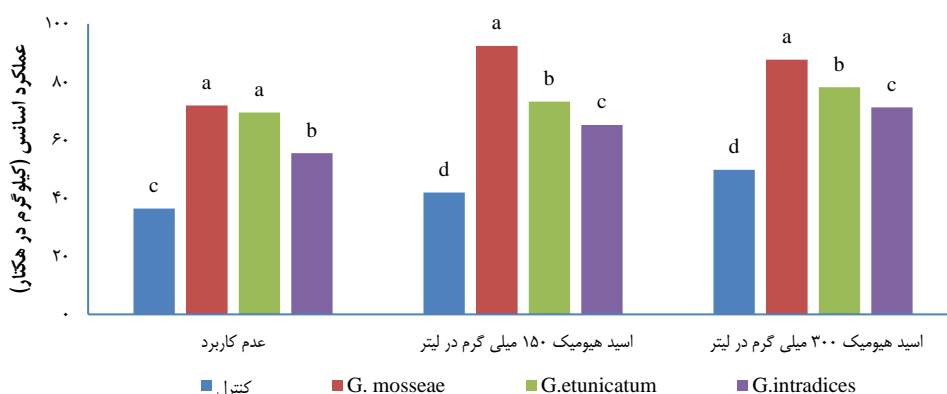 عملکرد اسانس (کیلوگرم در هکتار)
۱۰۰
۸۰
۶۰
۴۰
۲۰
۰
c a a b
d a b c
d a b c
عدم کاربرد
اسید هیومیک ۱۵۰ میلی گرم در لیتر
اسید هیومیک ۳۰۰ میلی گرم در لیتر
کنترل G. mosseae G.etunicatum G.intradices